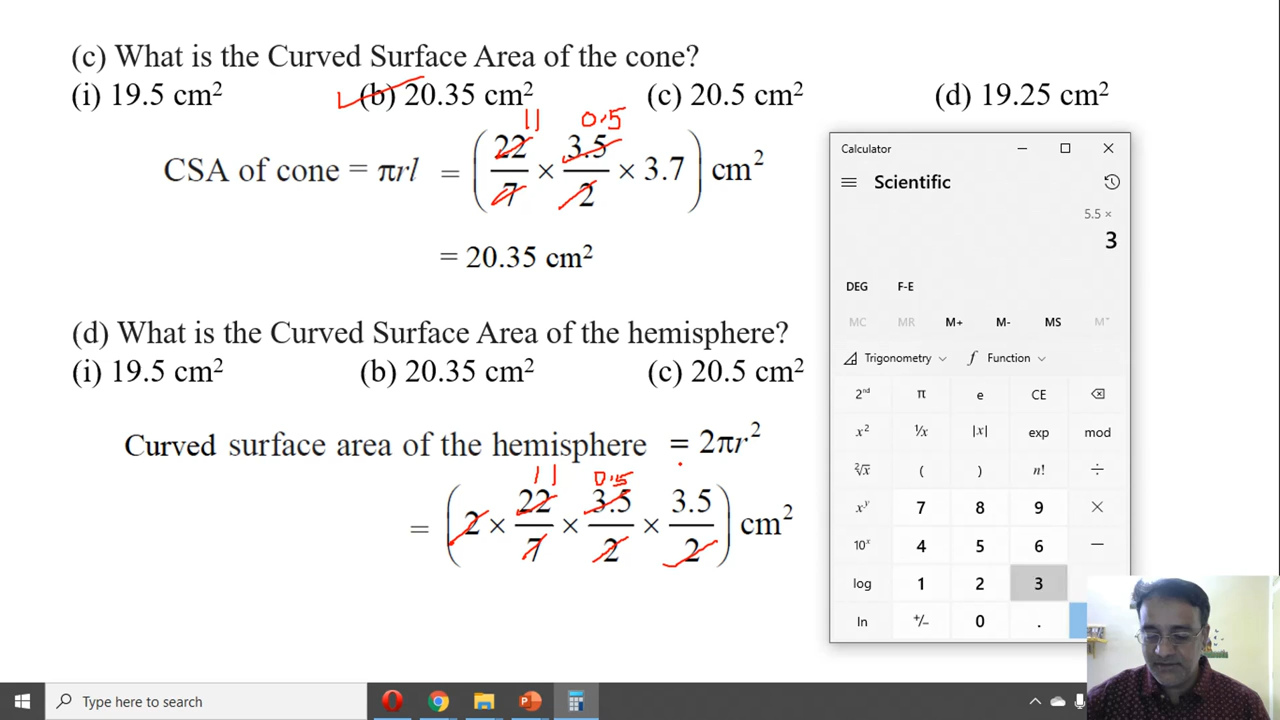 (c) What is the Curved Surface Area of the cone?
(i) 19.5 cm² (b) 20.35 cm² (c) 20.5 cm² (d) 19.25 cm²
11 0.5
CSA of cone = πrl = (22/7 × 3.5/2 × 3.7) cm²
= 20.35 cm²
(d) What is the Curved Surface Area of the hemisphere?
(i) 19.5 cm² (b) 20.35 cm² (c) 20.5 cm²
Curved surface area of the hemisphere = 2πr²
11 0.5
= (2 × 22/7 × 3.5/2 × 3.5/2) cm²
Calculator
Scientific
5.5 ×
3
DEG F-E
MC MR M+ M- MS M˅
Trigonometry Function
2ⁿᵈ π e CE
x² ¹/x |x| exp mod
²√x ( ) n! ÷
xʸ 7 8 9 ×
10ˣ 4 5 6 −
log 1 2 3
ln +/− 0 .
Type here to search